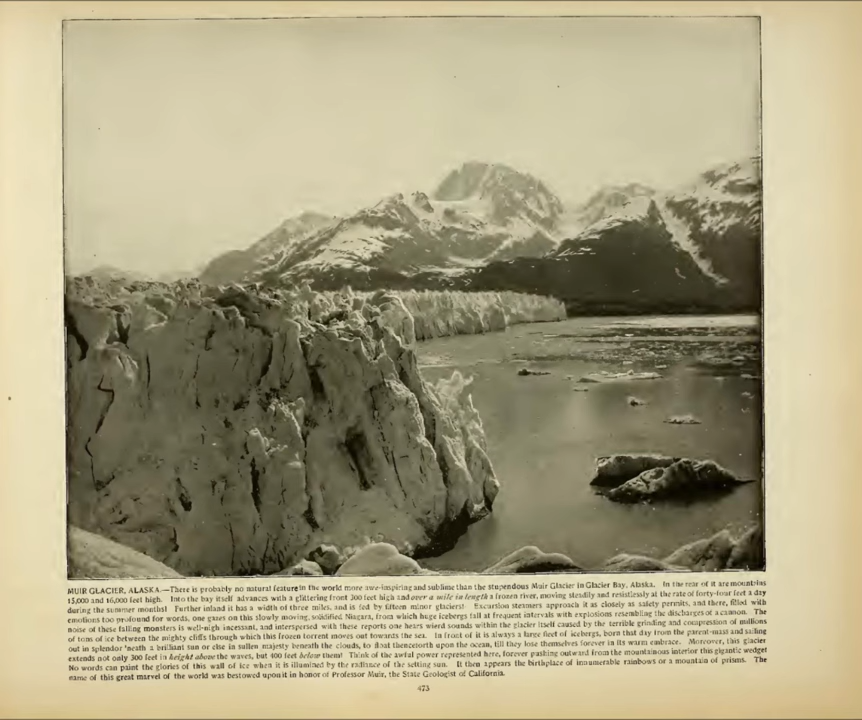 MUIR GLACIER, ALASKA.—There is probably no natural feature in the world more awe-inspiring and sublime than the stupendous Muir Glacier in Glacier Bay, Alaska. In the rear of it are mountains
15,000 and 16,000 feet high. Into the bay itself advances with a glittering front 300 feet high and over a mile in length a frozen river, moving steadily and resistlessly at the rate of forty-four feet a day
during the summer months! Further inland it has a width of three miles, and is fed by fifteen minor glaciers! Excursion steamers approach it as closely as safety permits, and there, filled with
emotions too profound for words, one gazes on this slowly moving, solidified Niagara, from which huge icebergs fall at frequent intervals with explosions resembling the discharges of a cannon. The
noise of these falling monsters is well-nigh incessant, and interspersed with these reports one hears wierd sounds within the glacier itself caused by the terrible grinding and compression of millions
of tons of ice between the mighty cliffs through which this frozen torrent moves out towards the sea. In front of it is always a large fleet of icebergs, born that day from the parent-mass and sailing
out in splendor 'neath a brilliant sun or else in sullen majesty beneath the clouds, to float thenceforth upon the ocean, till they lose themselves forever in its warm embrace. Moreover, this glacier
extends not only 300 feet in height above the waves, but 400 feet below them! Think of the awful power represented here, forever pushing outward from the mountainous interior this gigantic wedge!
No words can paint the glories of this wall of ice when it is illumined by the radiance of the setting sun. It then appears the birthplace of innumerable rainbows or a mountain of prisms. The
name of this great marvel of the world was bestowed upon it in honor of Professor Muir, the State Geologist of California.
475